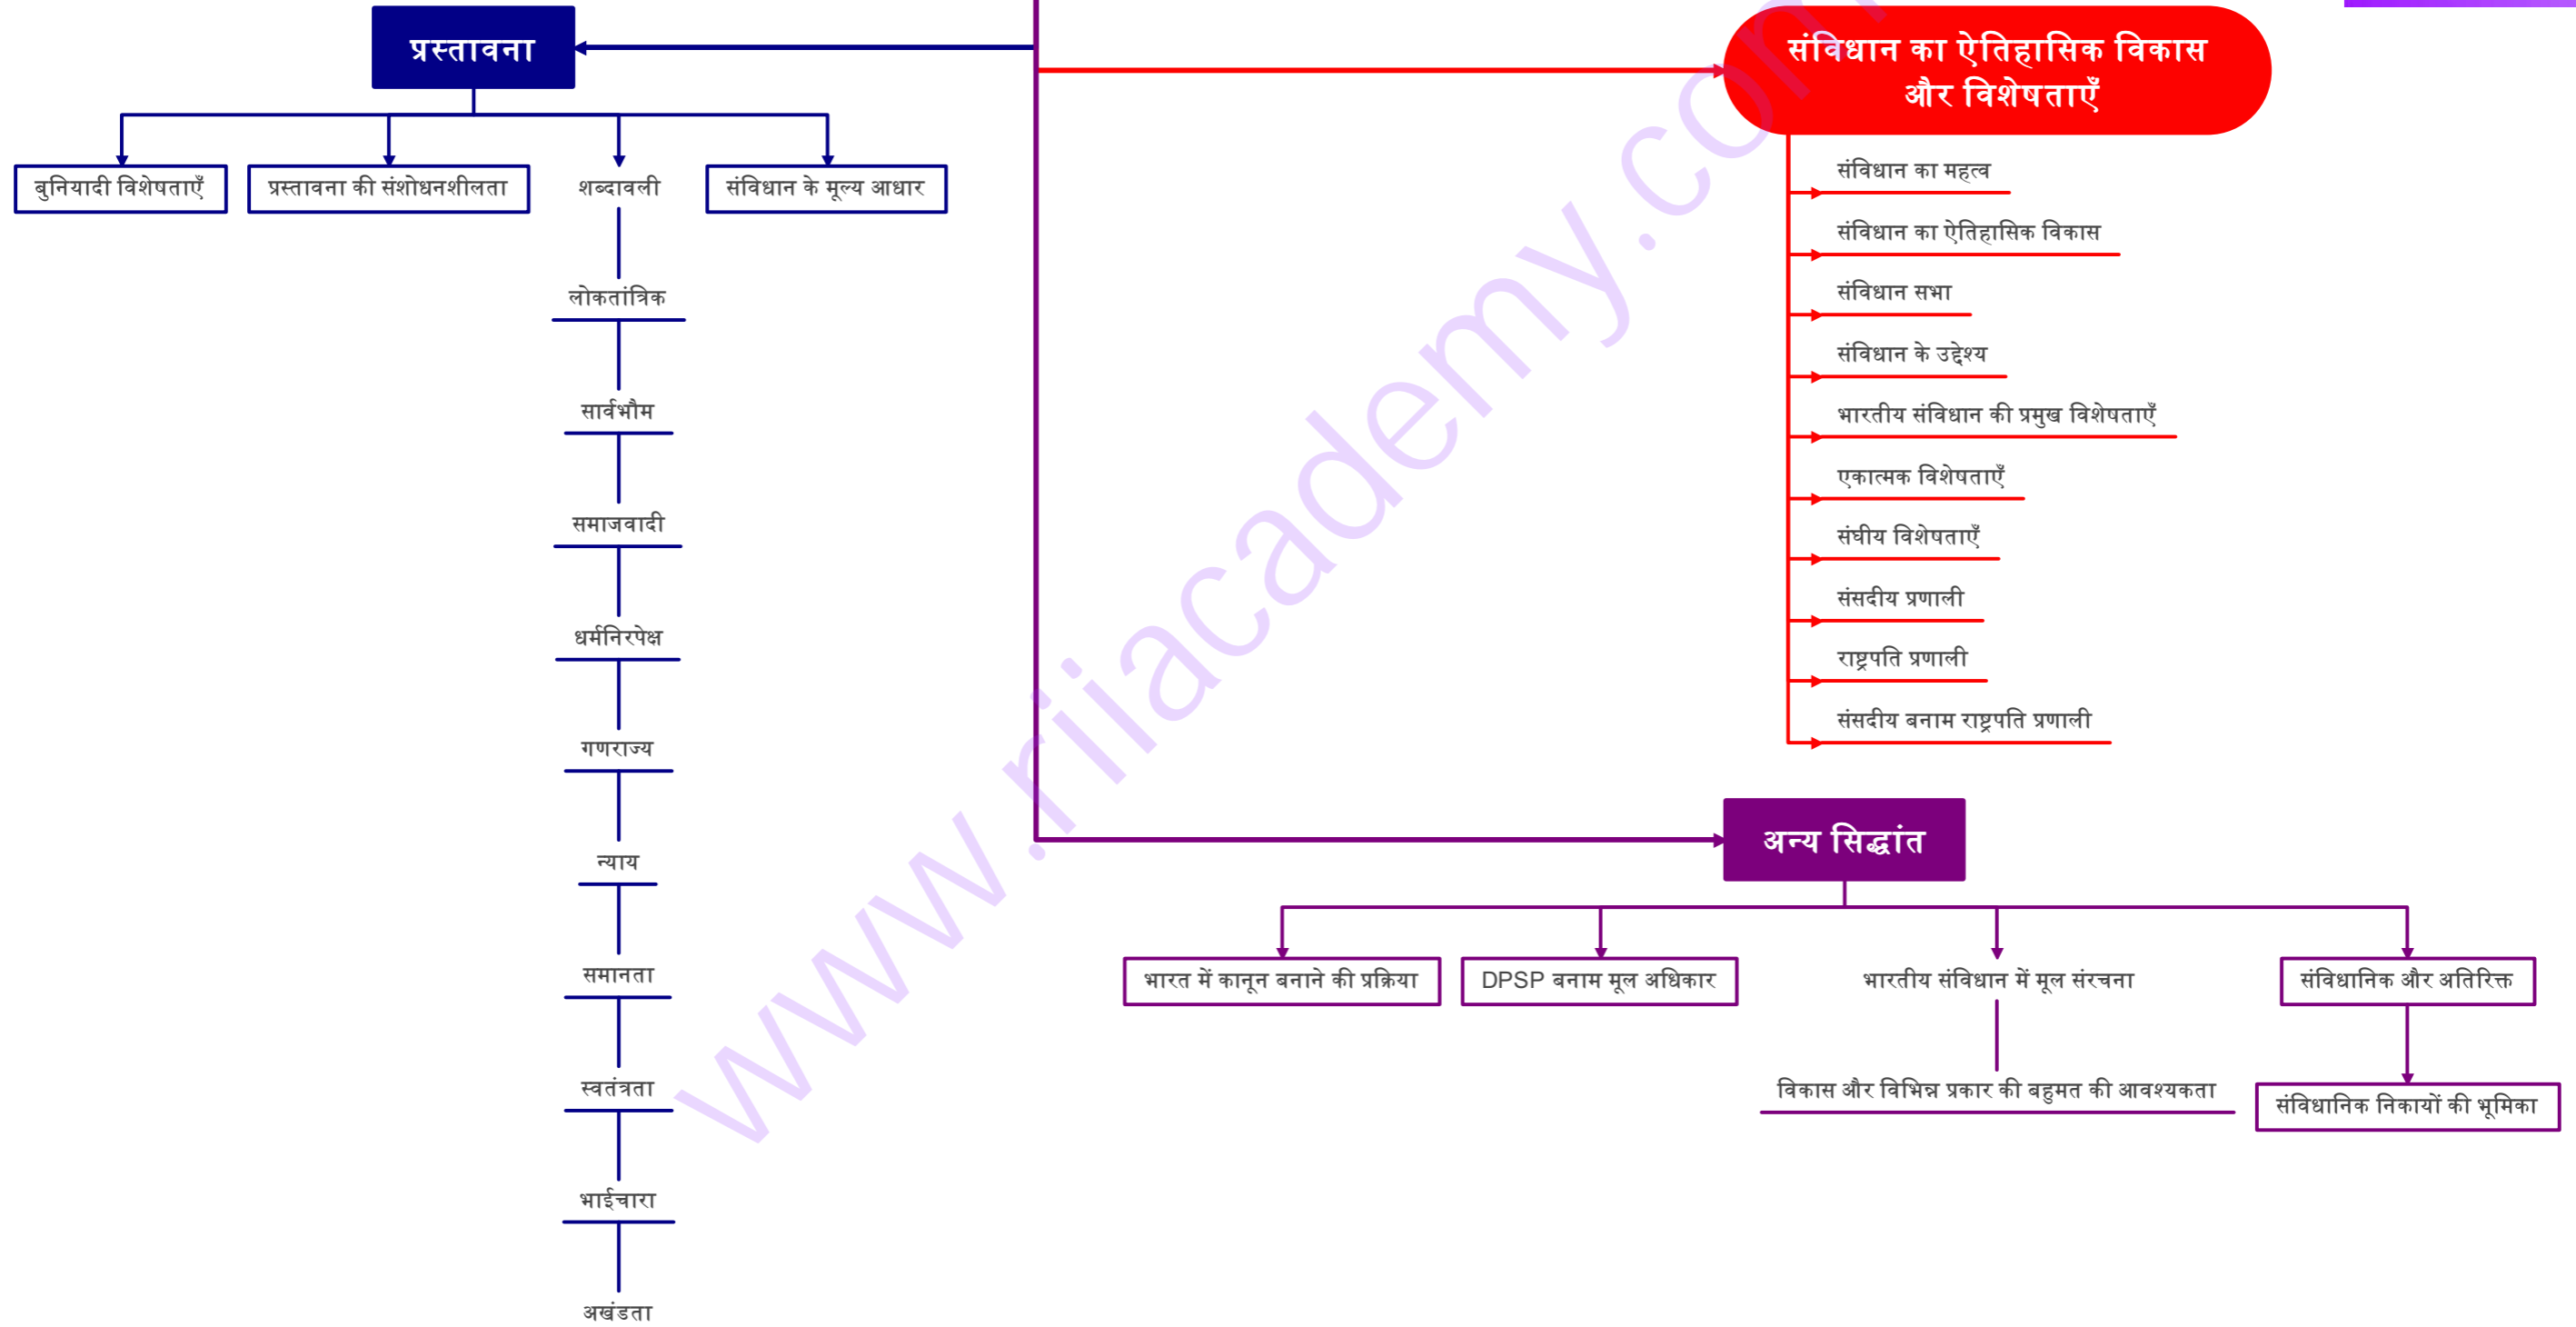 प्रस्तावना
बुनियादी विशेषताएँ
प्रस्तावना की संशोधनशीलता
शब्दावली
संविधान के मूल्य आधार
लोकतांत्रिक
सार्वभौम
समाजवादी
धर्मनिरपेक्ष
गणराज्य
न्याय
समानता
स्वतंत्रता
भाईचारा
अखंडता
संविधान का ऐतिहासिक विकास
और विशेषताएँ
संविधान का महत्व
संविधान का ऐतिहासिक विकास
संविधान सभा
संविधान के उद्देश्य
भारतीय संविधान की प्रमुख विशेषताएँ
एकात्मक विशेषताएँ
संघीय विशेषताएँ
संसदीय प्रणाली
राष्ट्रपति प्रणाली
संसदीय बनाम राष्ट्रपति प्रणाली
अन्य सिद्धांत
भारत में कानून बनाने की प्रक्रिया
DPSP बनाम मूल अधिकार
भारतीय संविधान में मूल संरचना
संविधानिक और अतिरिक्त
विकास और विभिन्न प्रकार की बहुमत की आवश्यकता
संविधानिक निकायों की भूमिका
www.riiacademy.com